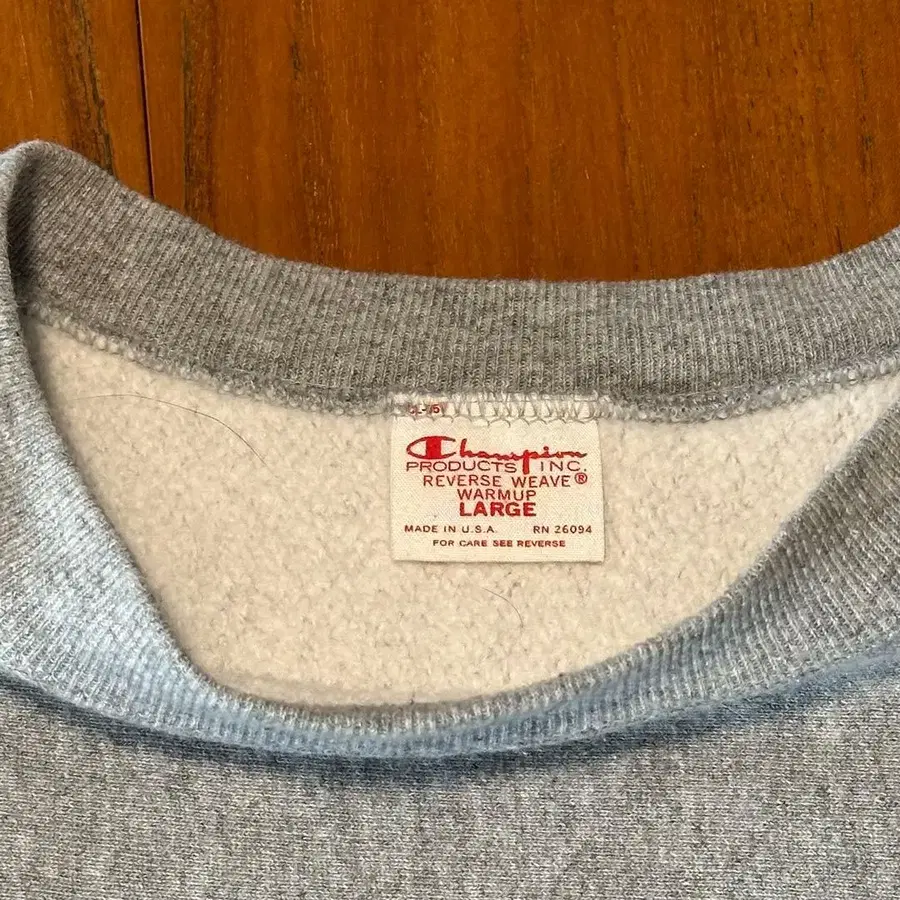 Champion
PRODUCTS INC.
REVERSE WEAVE®
WARMUP
LARGE
MADE IN U.S.A. RN 26094
FOR CARE SEE REVERSE